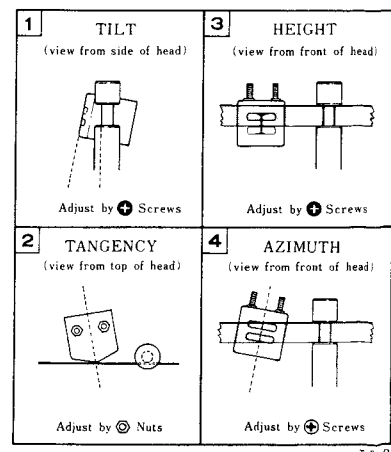 1 TILT
(view from side of head)
Adjust by Screws
3 HEIGHT
(view from front of head)
Adjust by Screws
2 TANGENCY
(view from top of head)
Adjust by Nuts
4 AZIMUTH
(view from front of head)
Adjust by Screws